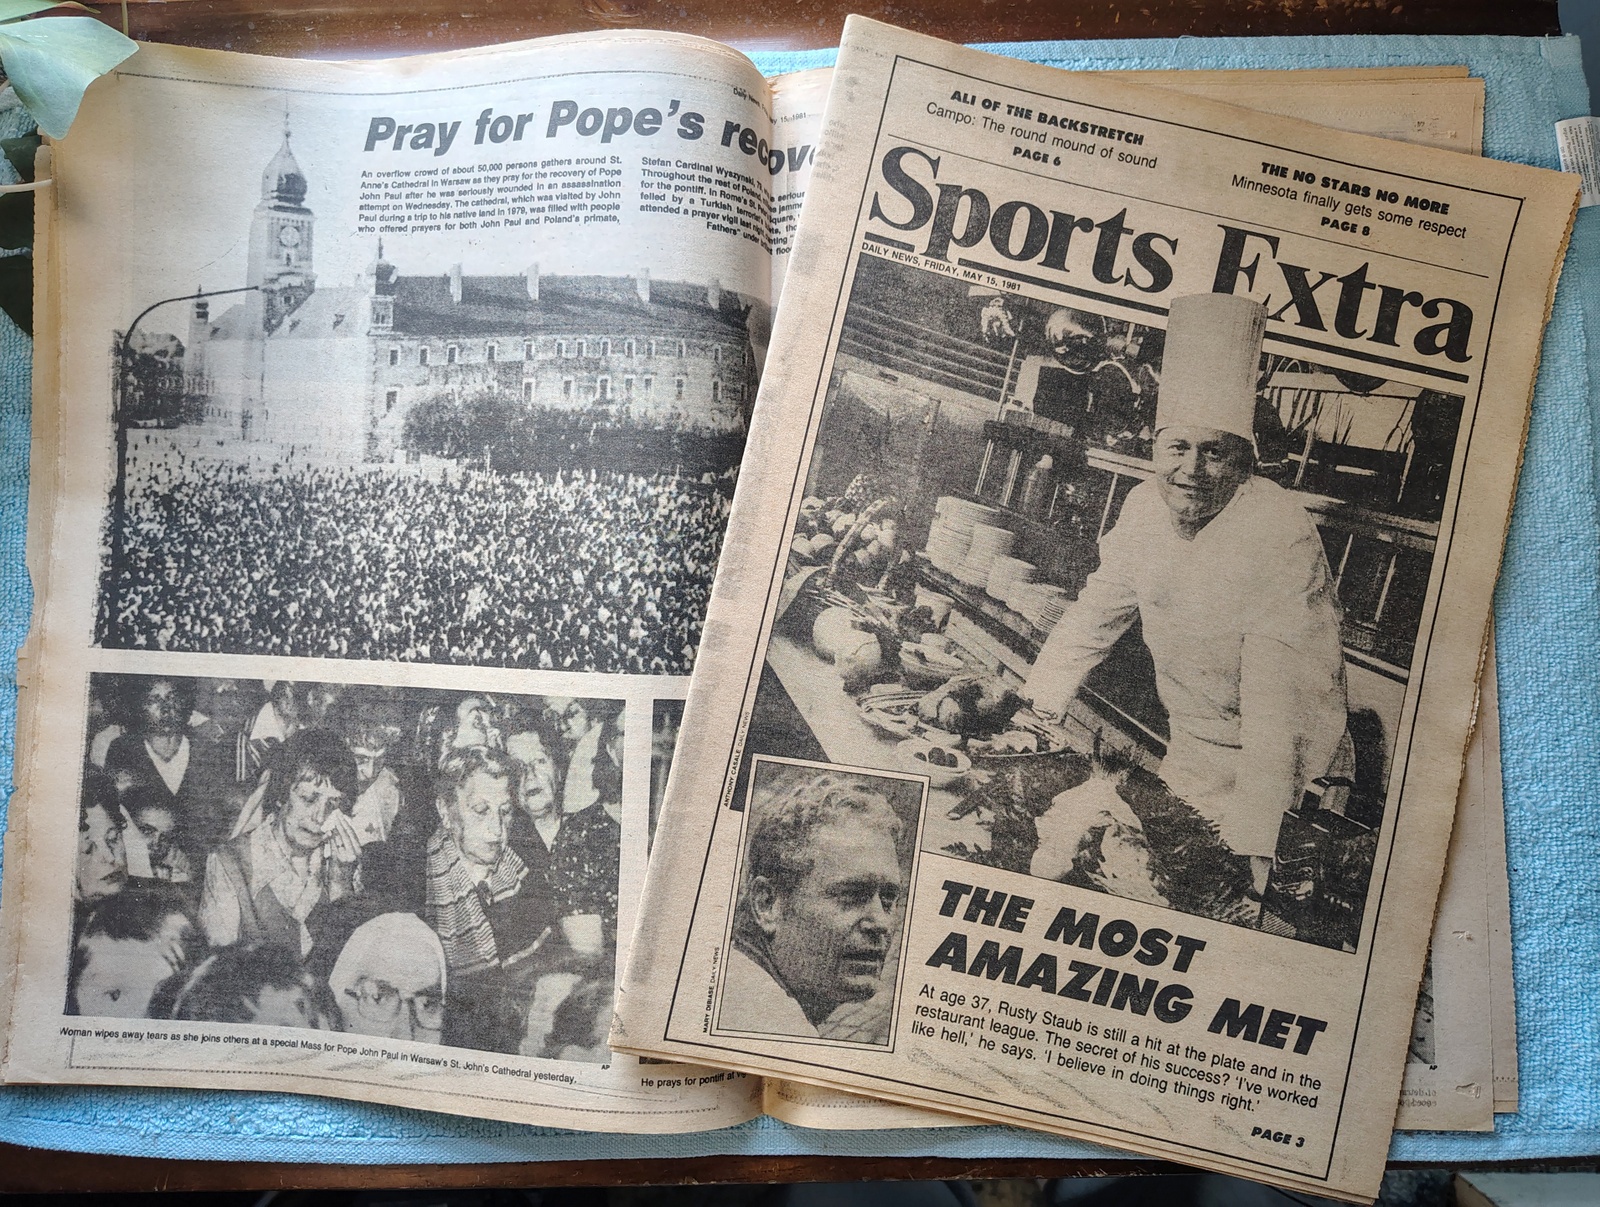 Daily News
15, 1981
Pray for Pope's recove
An overflow crowd of about 50,000 persons gathers around St.
Anne's Cathedral in Warsaw as they pray for the recovery of Pope
John Paul after he was seriously wounded in an assassination
attempt on Wednesday. The cathedral, which was visited by John
Paul during a trip to his native land in 1979, was filled with people
who offered prayers for both John Paul and Poland's primate,
Stefan Cardinal Wyszynski,
Throughout the rest of
for the pontiff. In Rome's St.
felled by a Turkish terrorist
attended a prayer vigil last night
Fathers" under
Woman wipes away tears as she joins others at a special Mass for Pope John Paul in Warsaw's St. John's Cathedral yesterday.
AP
He prays for pontiff at
ALI OF THE BACKSTRETCH
Campo: The round mound of sound
PAGE 6
THE NO STARS NO MORE
Minnesota finally gets some respect
PAGE 8
Sports Extra
DAILY NEWS, FRIDAY, MAY 15, 1981
ANTHONY CASALE DAILY NEWS
MARY DIBIASE DAILY NEWS
THE MOST
AMAZING MET
At age 37, Rusty Staub is still a hit at the plate and in the
restaurant league. The secret of his success? 'I've worked
like hell,' he says. 'I believe in doing things right.'
PAGE 3
AP